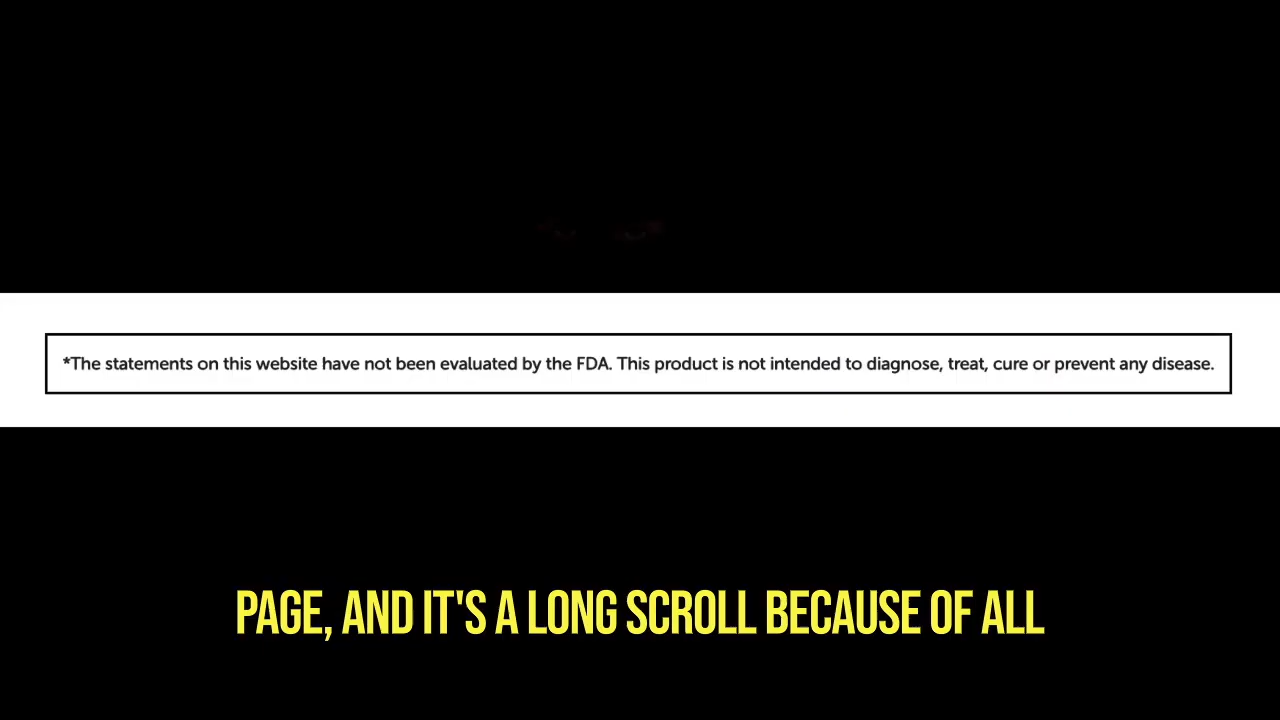 *The statements on this website have not been evaluated by the FDA. This product is not intended to diagnose, treat, cure or prevent any disease.
PAGE, AND IT'S A LONG SCROLL BECAUSE OF ALL